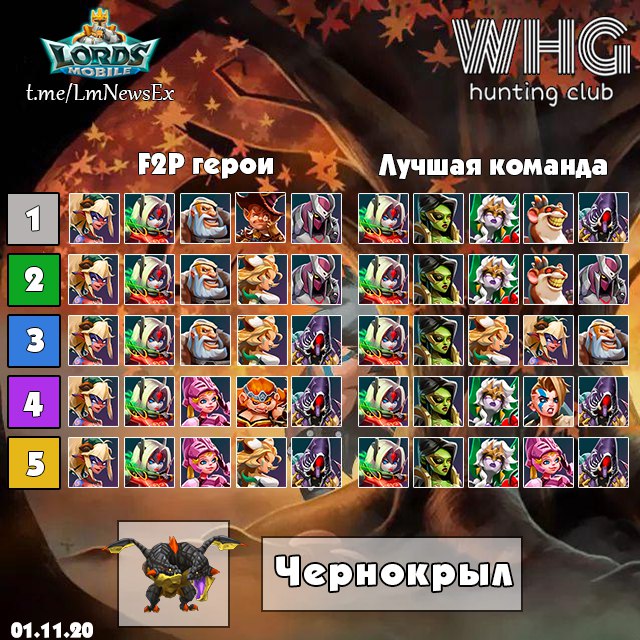 LORDS
MOBILE
t.me/LmNewsEx
WHG
hunting club
F2P герои
Лучшая команда
1
2
3
4
5
Чернокрыл
01.11.20